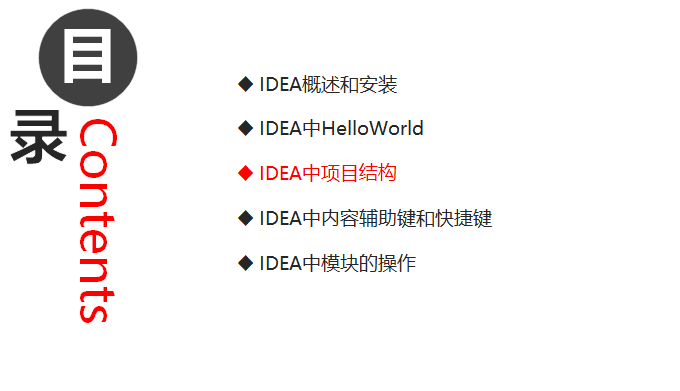 目
录
Contents
◆ IDEA概述和安装
◆ IDEA中HelloWorld
◆ IDEA中项目结构
◆ IDEA中内容辅助键和快捷键
◆ IDEA中模块的操作